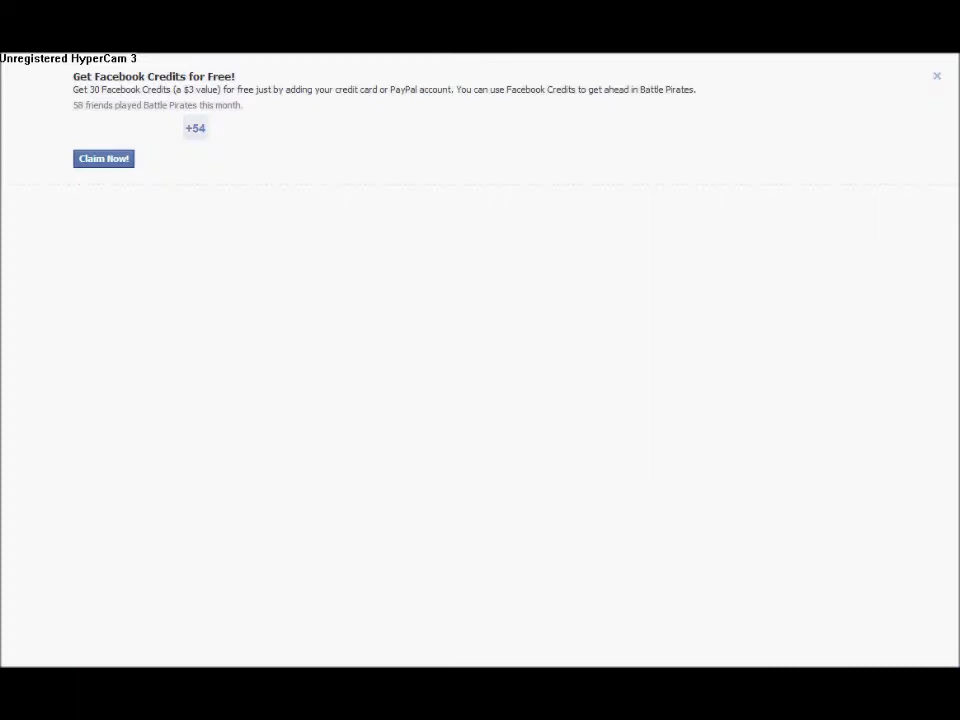 Unregistered HyperCam 3
Get Facebook Credits for Free!
Get 30 Facebook Credits (a $3 value) for free just by adding your credit card or PayPal account. You can use Facebook Credits to get ahead in Battle Pirates.
58 friends played Battle Pirates this month.
+54
Claim Now!